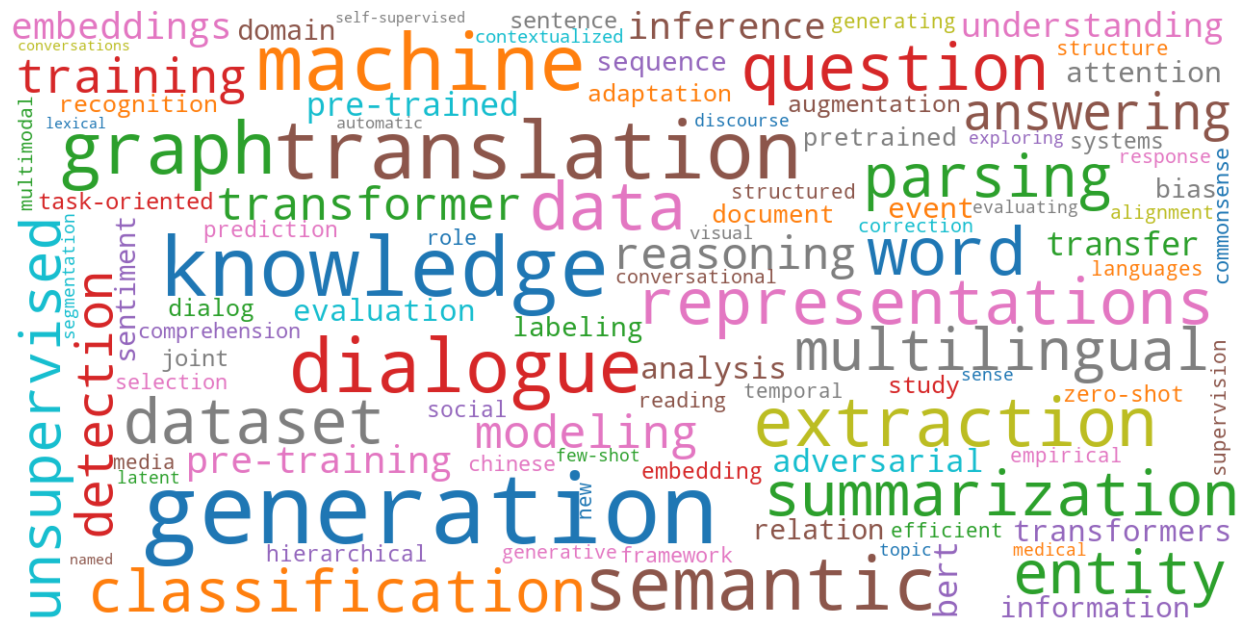 embeddings
domain
self-supervised
sentence
inference
generating
understanding
conversations
machine
contextualized
sequence
question
structure
training
attention
recognition
pre-trained
adaptation
augmentation
answering
multimodal
lexical
graph
automatic
translation
discourse
pretrained
exploring
systems
response
commonsense
task-oriented
transformer
data
structured
document
parsing
event
evaluating
bias
alignment
unsupervised
segmentation
sentiment
prediction
knowledge
role
reasoning
visual
correction
word
transfer
languages
conversational
detection
dialog
evaluation
representations
comprehension
labeling
joint
dialogue
analysis
multilingual
selection
temporal
sense
study
zero-shot
supervision
reading
dataset
social
modeling
extraction
media
pre-training
chinese
few-shot
embedding
adversarial
empirical
latent
generation
new
summarization
relation
efficient
transformers
named
hierarchical
generative
framework
topic
bert
medical
classification
semantic
entity
information